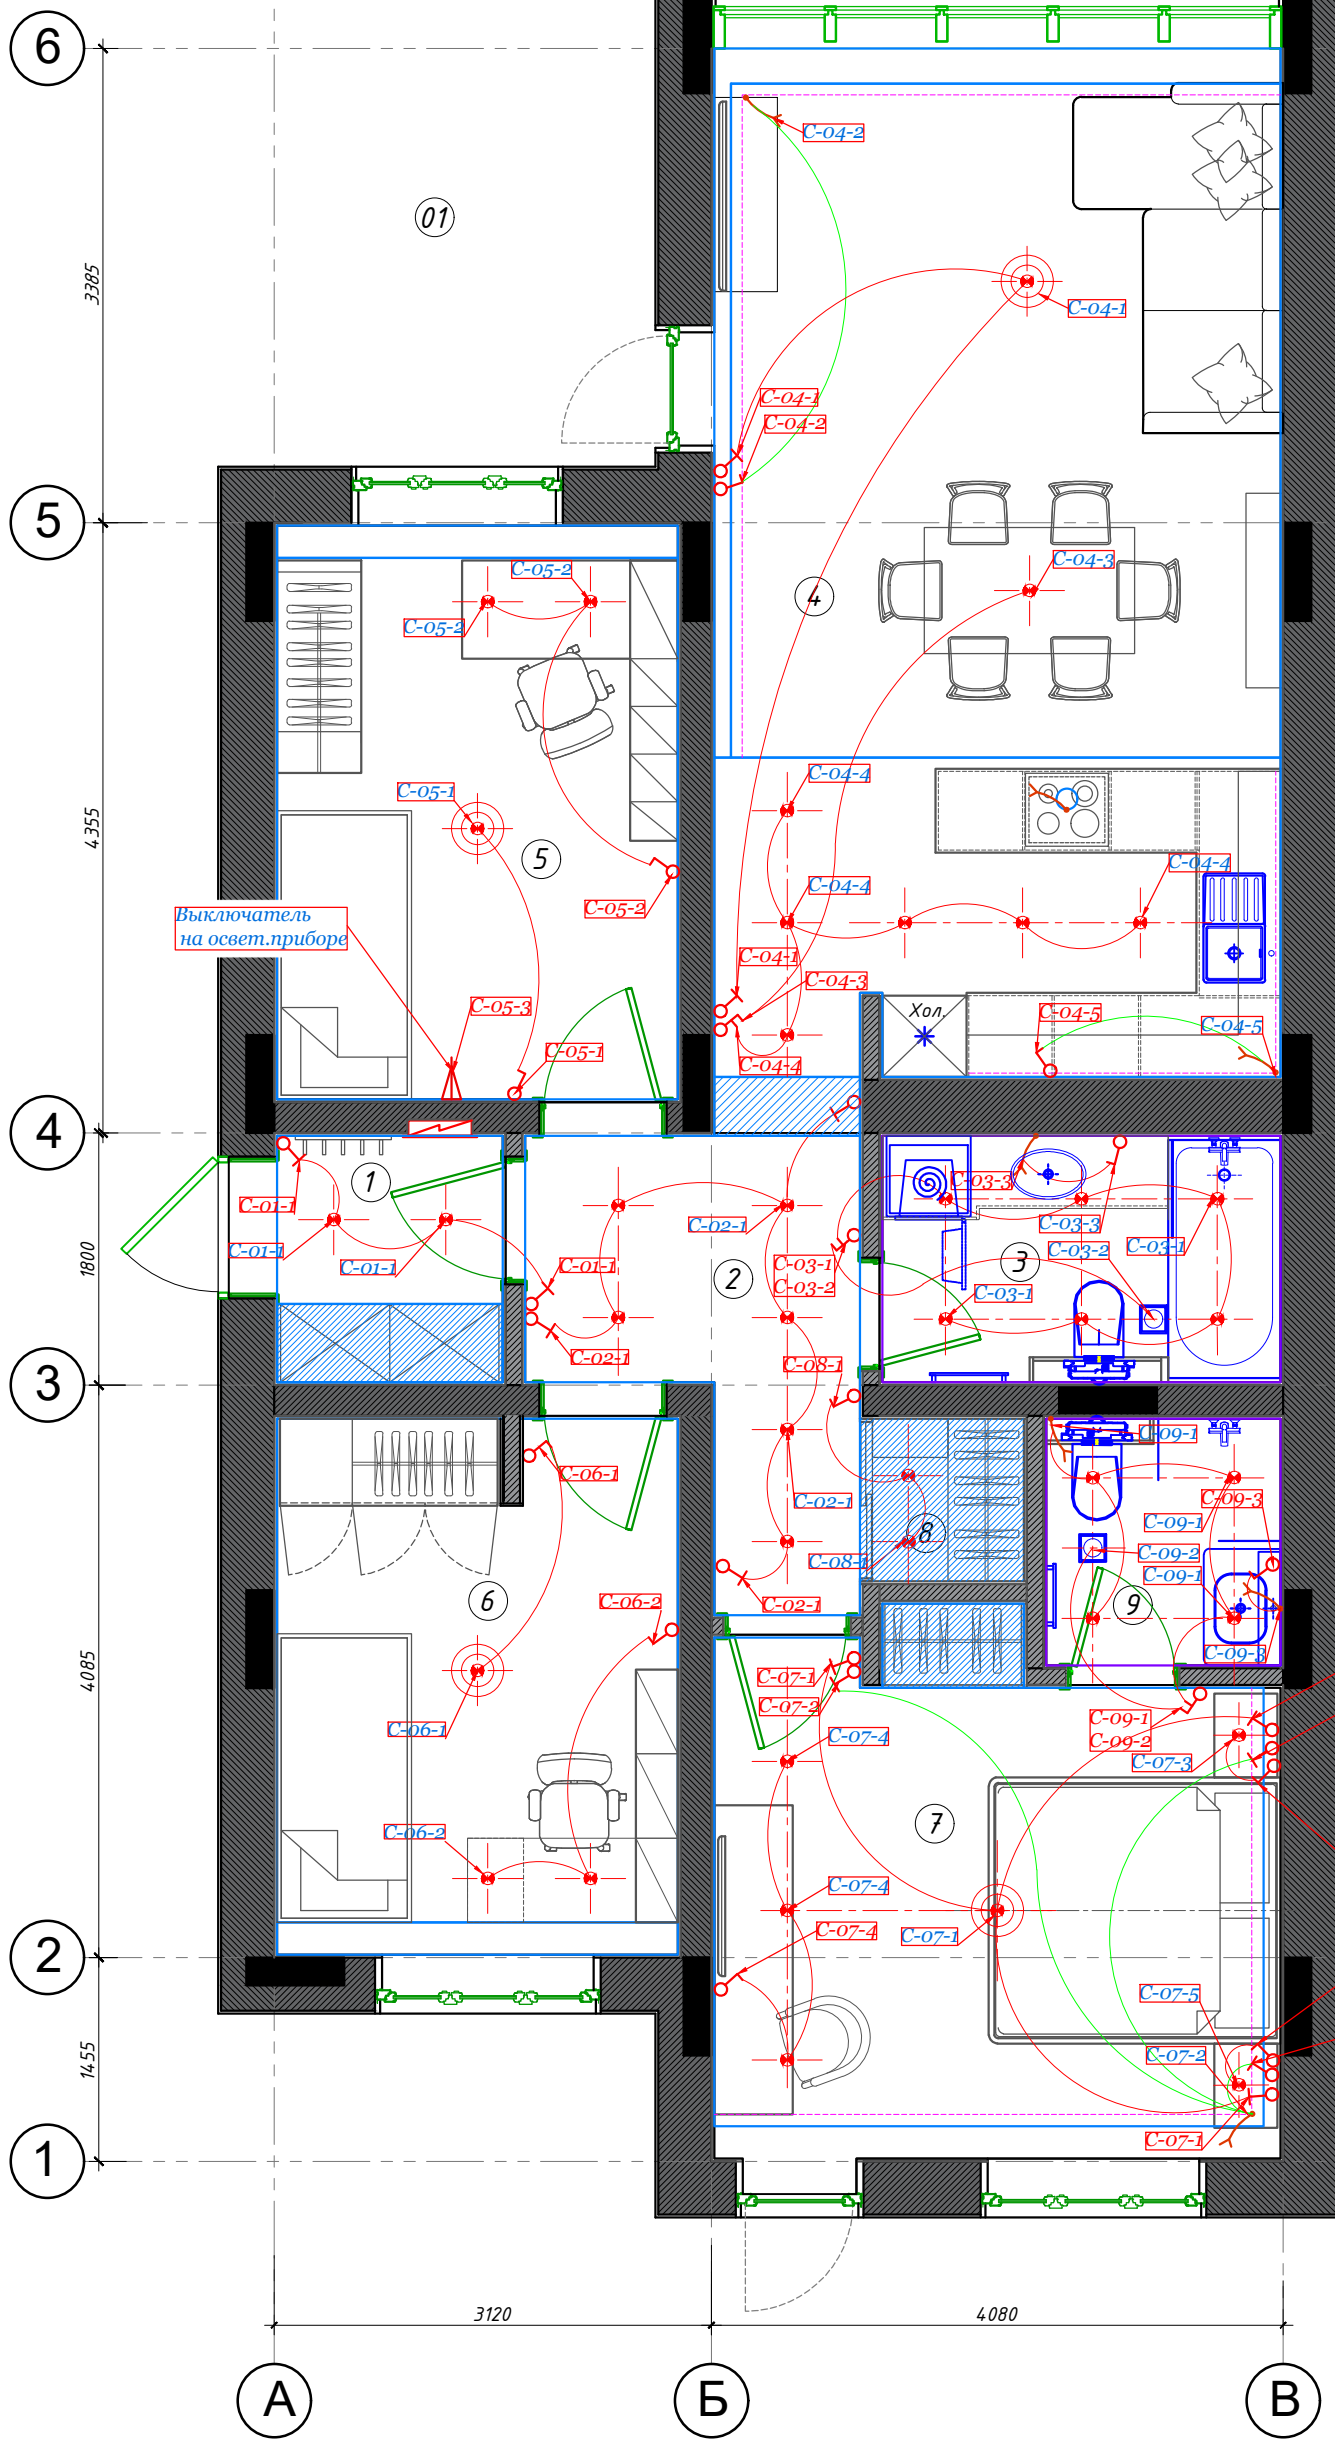 6
С-04-2
01
3385
С-04-1
С-04-1
С-04-2
5
С-04-3
С-05-2
4
С-05-2
С-04-4
С-05-1
4355
5
С-04-4
С-04-4
С-05-2
Выключатель
на освет.приборе
С-04-1
С-04-3
С-05-3
Хол.
С-04-5
С-04-5
С-05-1
С-04-4
4
1
С-03-3
С-01-1
С-02-1
С-03-3
С-01-1
С-03-2
С-03-1
1800
С-01-1
С-01-1
2
С-03-1
С-03-2
3
С-03-1
С-02-1
С-08-1
3
С-09-1
С-06-1
С-02-1
С-09-3
С-09-1
8
С-08-1
С-09-2
С-09-1
6
С-06-2
С-02-1
9
С-09-3
4085
С-07-1
С-07-2
С-09-1
С-09-2
С-06-1
С-07-4
С-07-3
7
С-06-2
С-07-4
С-07-4
С-07-1
2
С-07-5
1455
С-07-2
С-07-1
1
3120
4080
А
Б
В